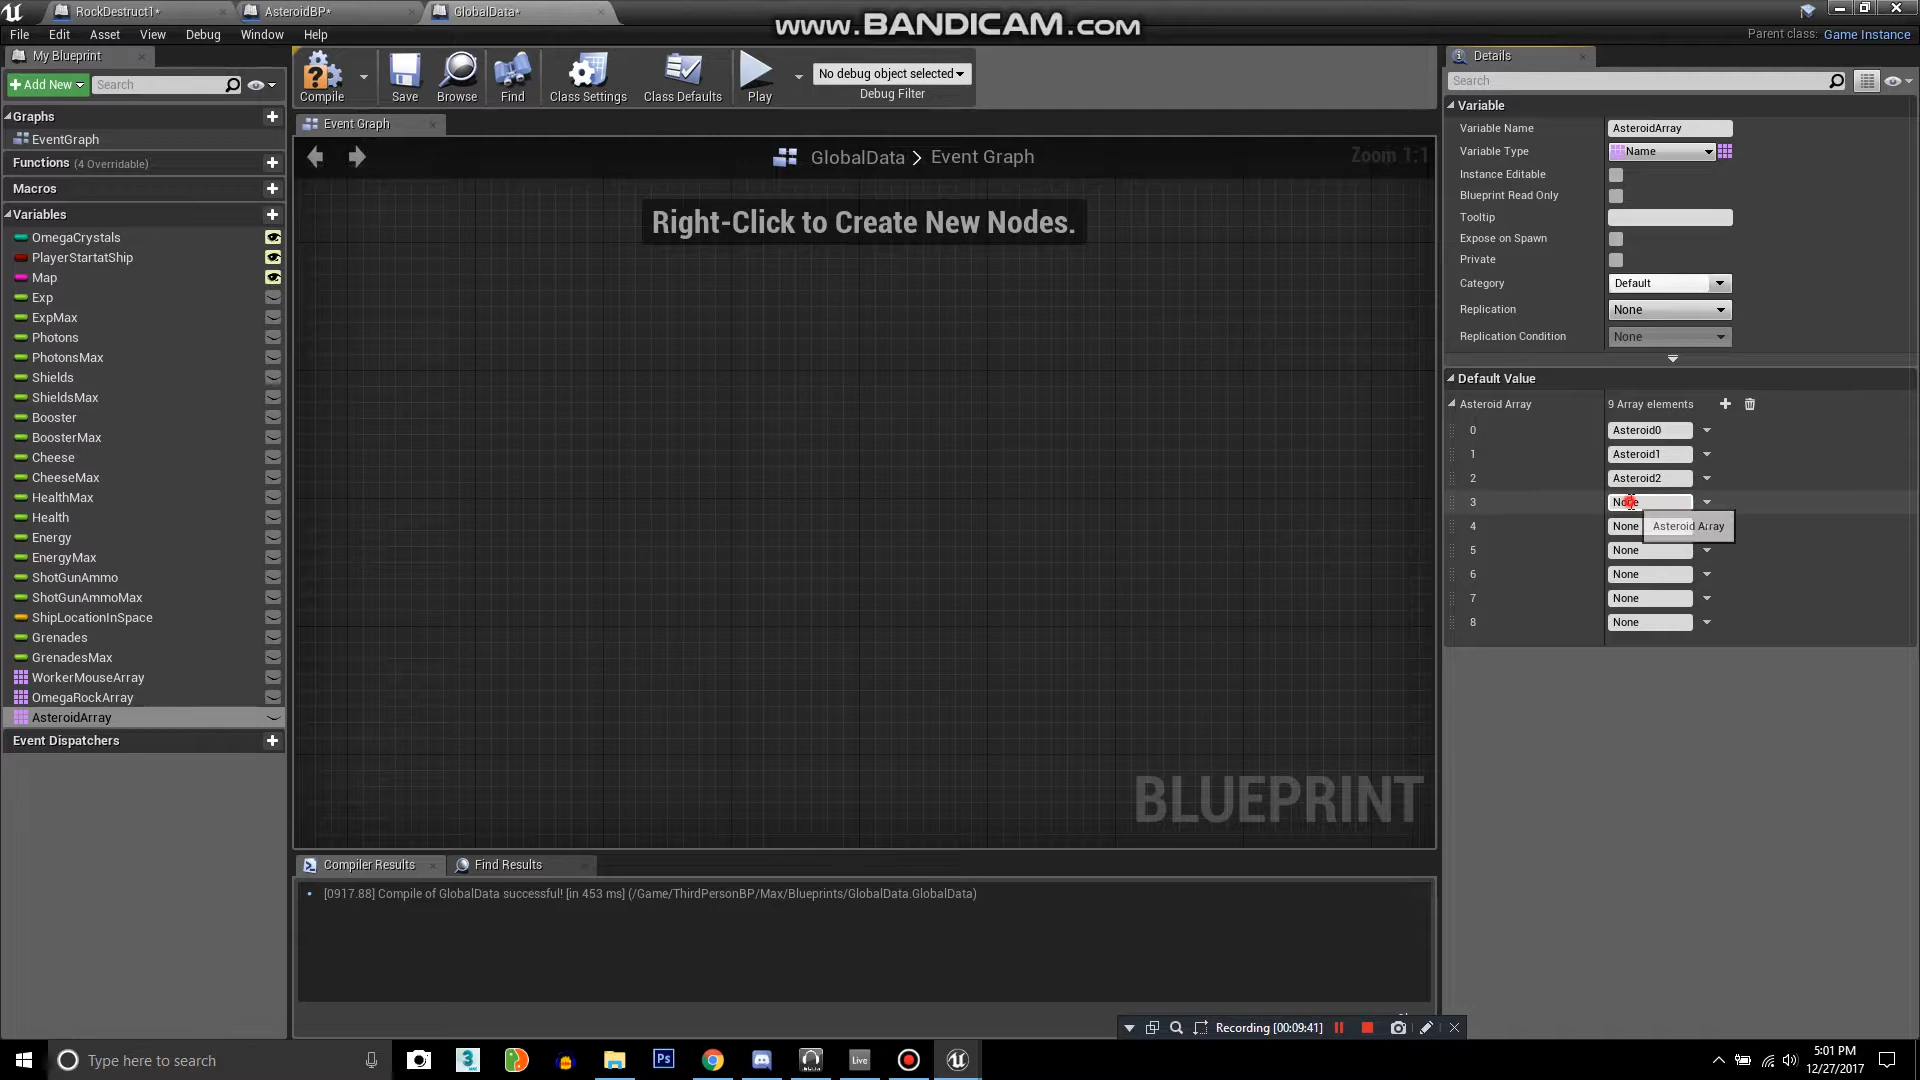 RockDestruct1*
AsteroidBP*
GlobalData*
www.BANDICAM.com
File Edit Asset View Debug Window Help
Parent class: Game Instance
My Blueprint
Add New
Search
Compile
Save
Browse
Find
Class Settings
Class Defaults
Play
No debug object selected
Debug Filter
Graphs
EventGraph
Functions (4 Overridable)
Macros
Variables
OmegaCrystals
PlayerStartatShip
Map
Exp
ExpMax
Photons
PhotonsMax
Shields
ShieldsMax
Booster
BoosterMax
Cheese
CheeseMax
HealthMax
Health
Energy
EnergyMax
ShotGunAmmo
ShotGunAmmoMax
ShipLocationInSpace
Grenades
GrenadesMax
WorkerMouseArray
OmegaRockArray
AsteroidArray
Event Dispatchers
Event Graph
GlobalData > Event Graph
Zoom 1:1
Right-Click to Create New Nodes.
BLUEPRINT
Compiler Results
Find Results
[0917.88] Compile of GlobalData successful! [in 453 ms] (/Game/ThirdPersonBP/Max/Blueprints/GlobalData.GlobalData)
Details
Search
Variable
Variable Name AsteroidArray
Variable Type Name
Instance Editable
Blueprint Read Only
Tooltip
Expose on Spawn
Private
Category Default
Replication None
Replication Condition None
Default Value
Asteroid Array 9 Array elements
0 Asteroid0
1 Asteroid1
2 Asteroid2
3 None
4 None
Asteroid Array
5 None
6 None
7 None
8 None
Recording [00:09:41]
Type here to search
Ps
Live
5:01 PM
12/27/2017